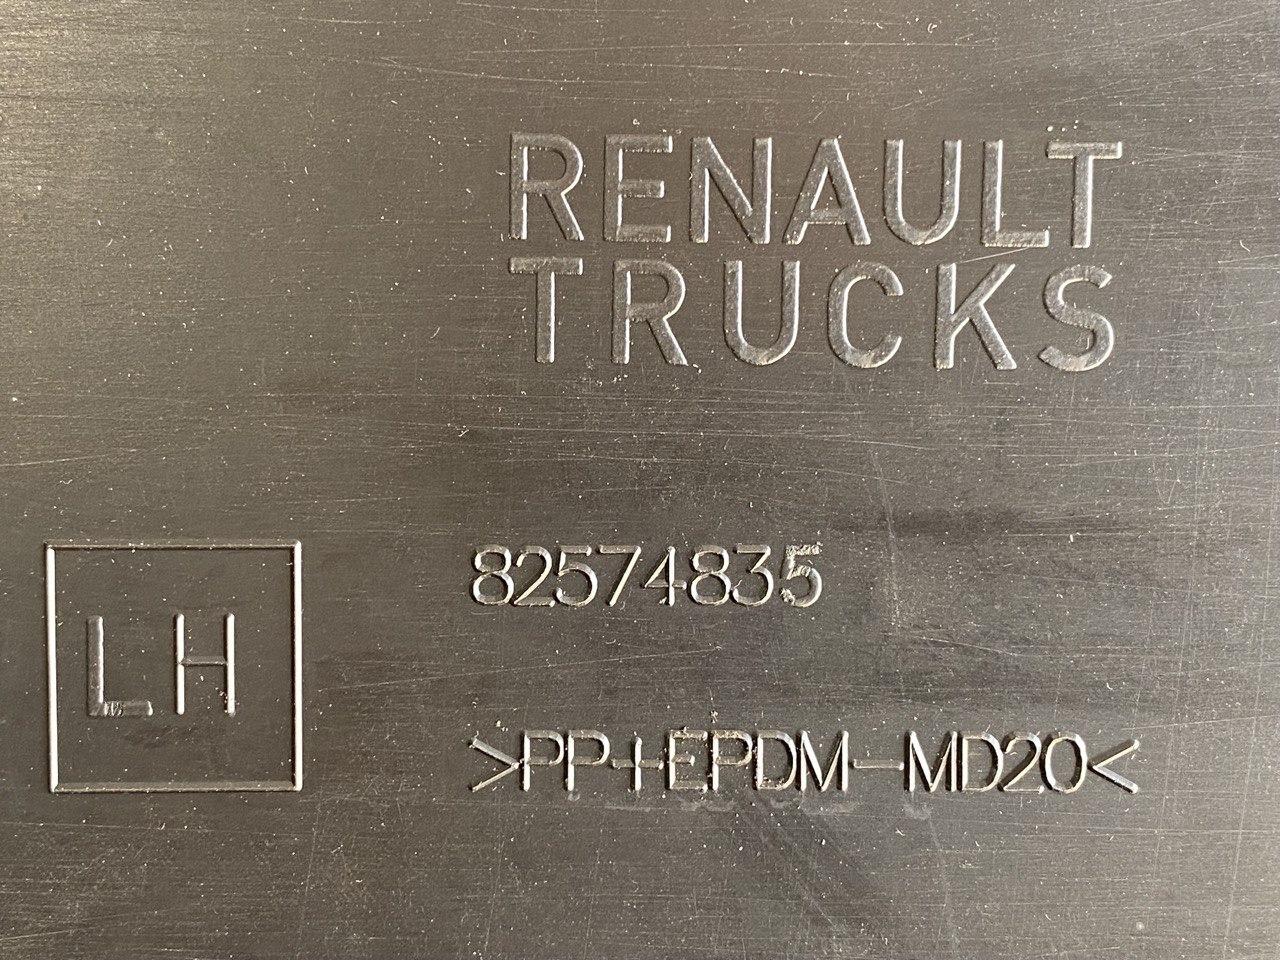 RENAULT
TRUCKS
82574835
LH
>PP+EPDM-MD20<